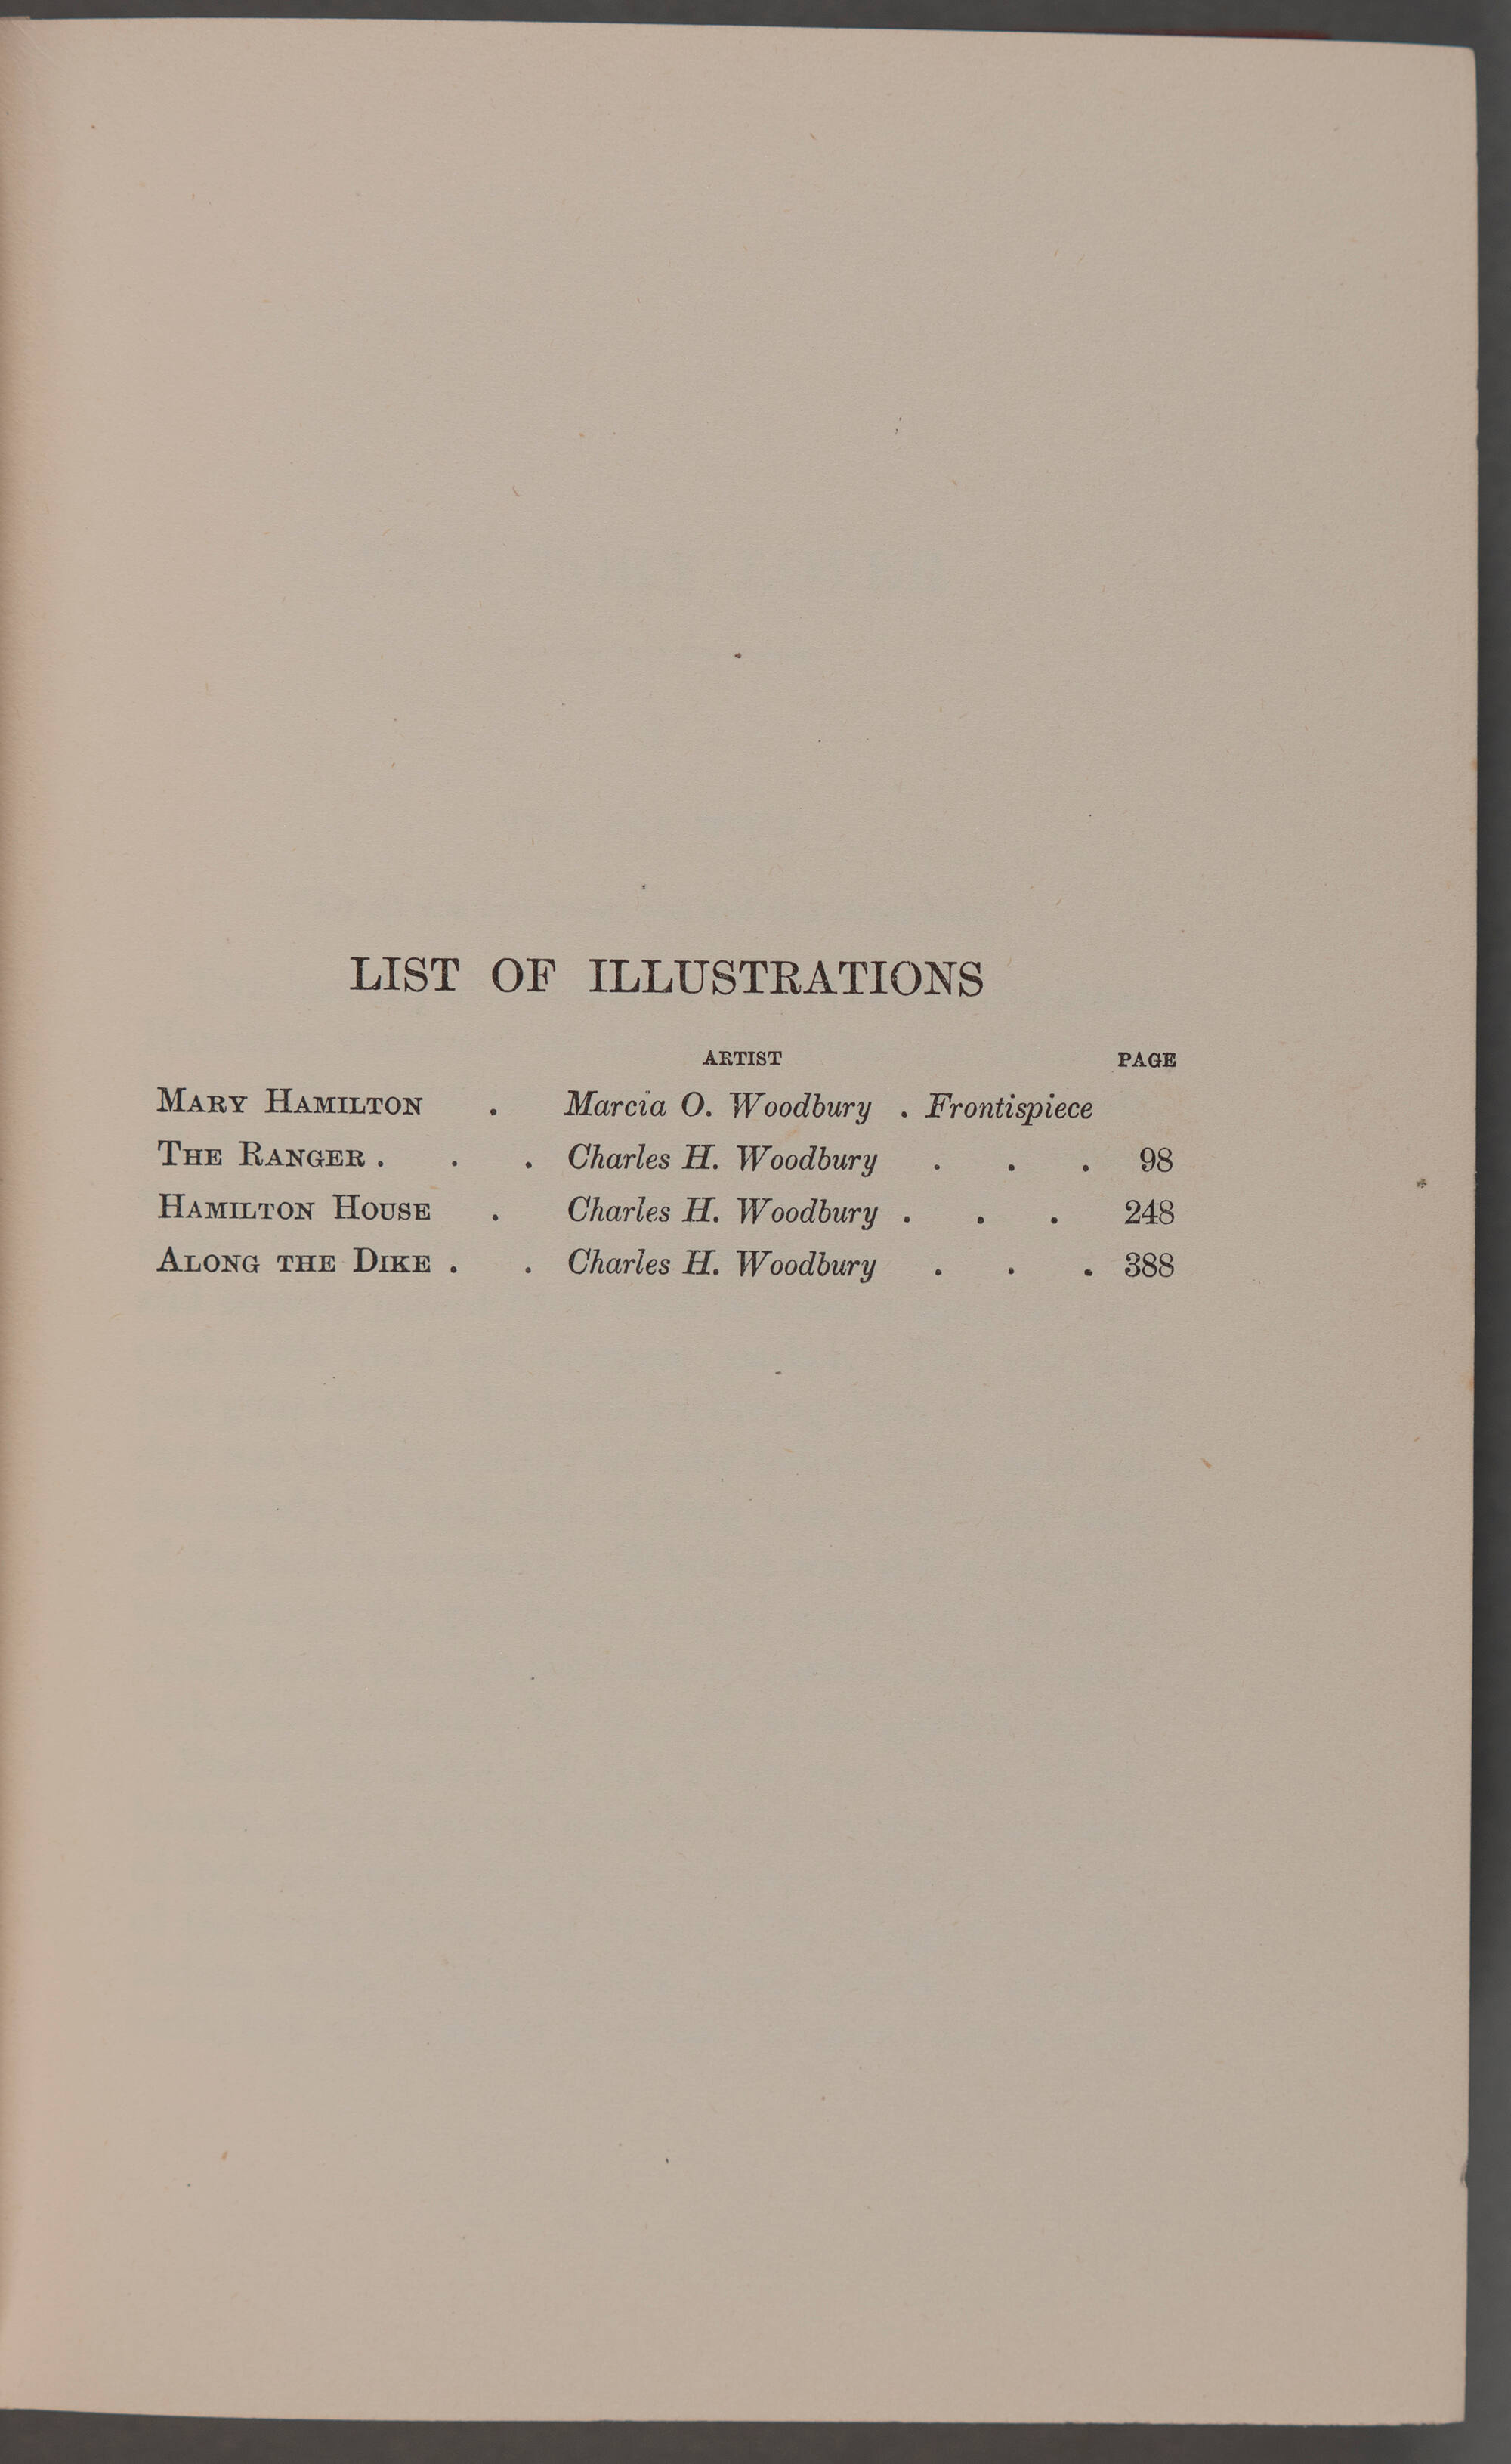 LIST OF ILLUSTRATIONS
ARTIST PAGE
MARY HAMILTON . Marcia O. Woodbury . Frontispiece
THE RANGER . . . Charles H. Woodbury . . . 98
HAMILTON HOUSE . Charles H. Woodbury . . . 248
ALONG THE DIKE . . Charles H. Woodbury . . . 388